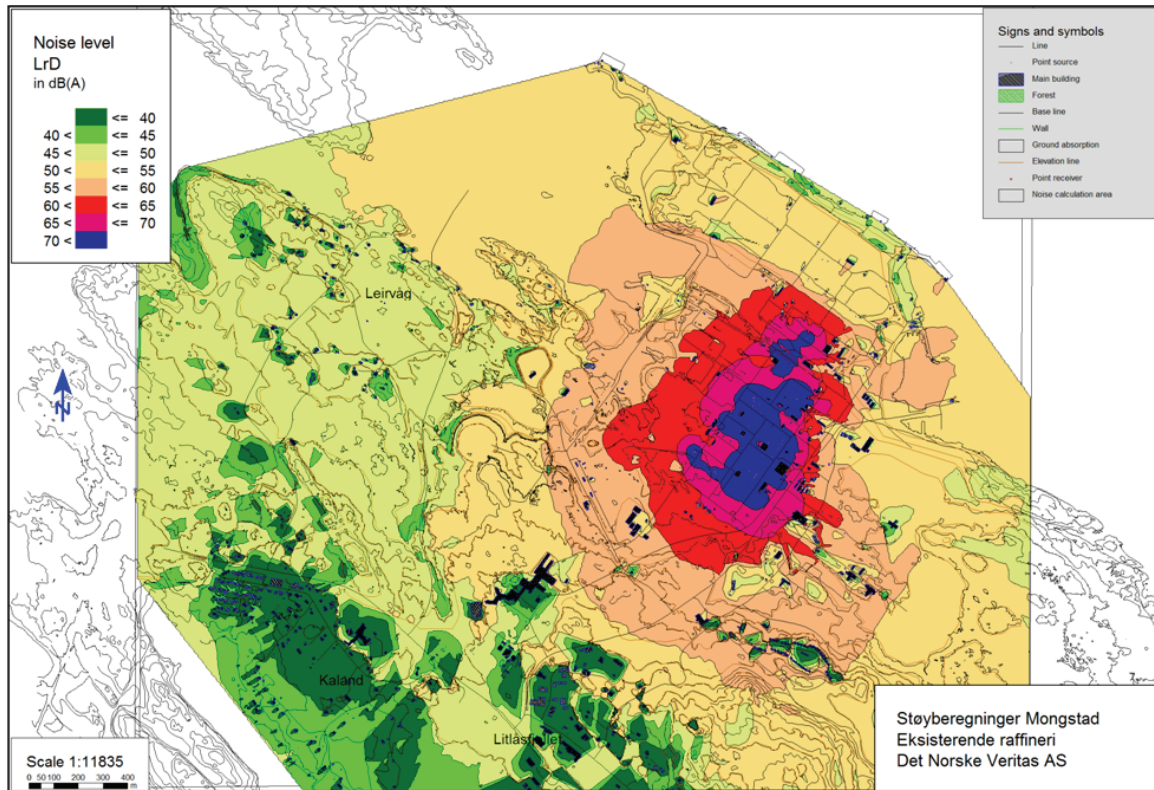 Noise level
LrD
in dB(A)
<= 40
40 < <= 45
45 < <= 50
50 < <= 55
55 < <= 60
60 < <= 65
65 < <= 70
70 <
Signs and symbols
Line
Point source
Main building
Forest
Base line
Wall
Ground absorption
Elevation line
Point receiver
Noise calculation area
Leirvåg
N
Kaland
Litlåsfjellet
Scale 1:11835
0 50 100 200 300 400
m
Støyberegninger Mongstad
Eksisterende raffineri
Det Norske Veritas AS